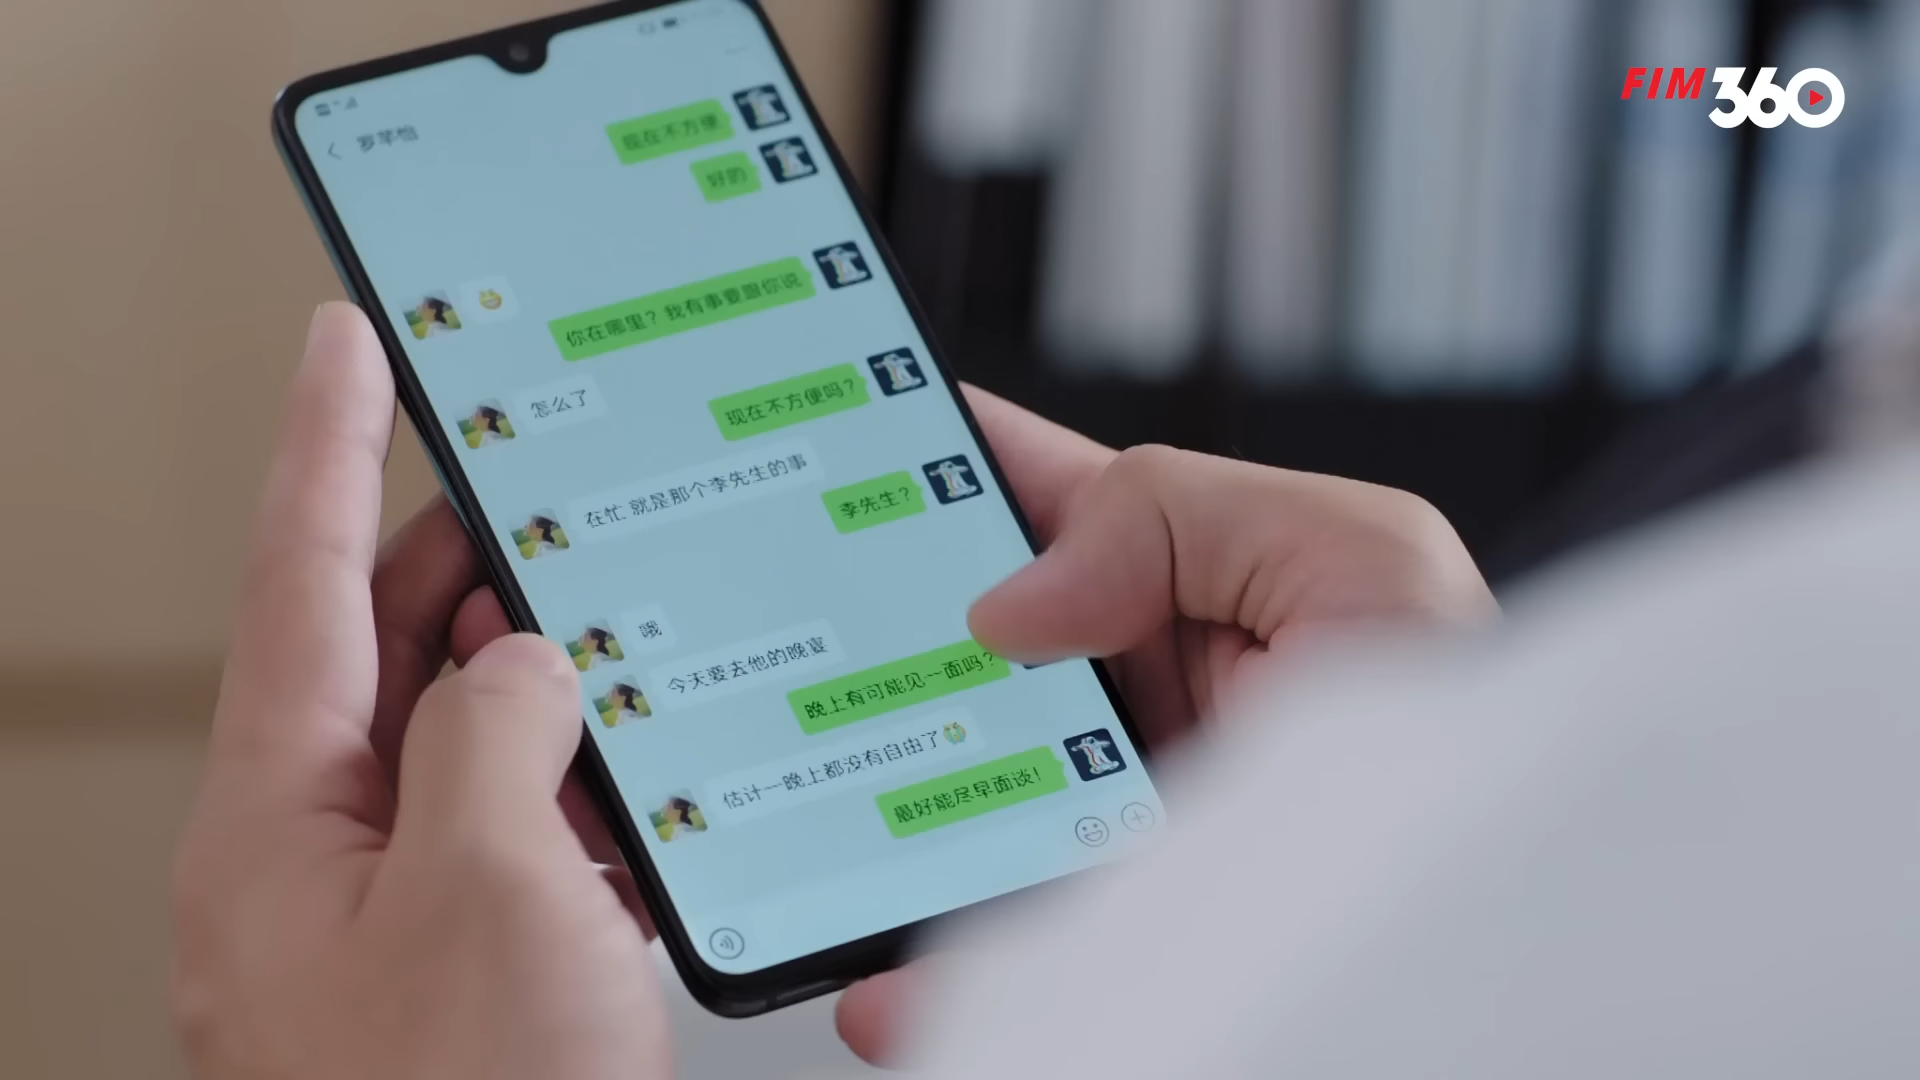 FIM360
罗芊怡
现在不方便
好的
你在哪里？我有事要跟你说
怎么了
现在不方便吗？
在忙 就是那个李先生的事
李先生？
哦
今天要去他的晚宴
晚上有可能见一面吗？
估计一晚上都没有自由了
最好能尽早面谈！